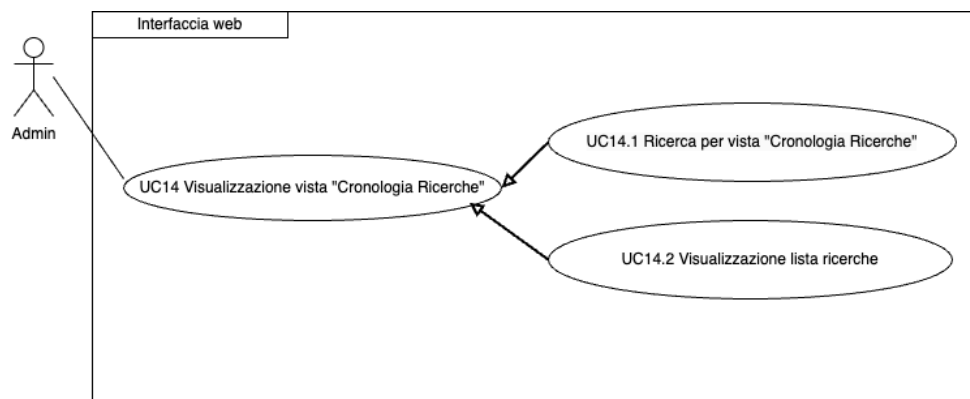 Interfaccia web
Admin
UC14.1 Ricerca per vista "Cronologia Ricerche"
UC14 Visualizzazione vista "Cronologia Ricerche"
UC14.2 Visualizzazione lista ricerche